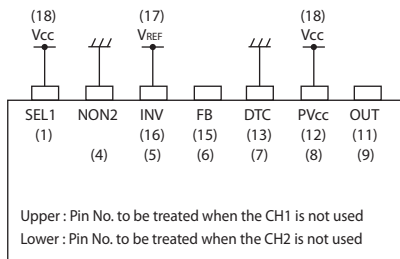 (18) (17) (18)
Vcc VREF Vcc
SEL1 NON2 INV FB DTC PVcc OUT
(1) (16) (15) (13) (12) (11)
(4) (5) (6) (7) (8) (9)
Upper : Pin No. to be treated when the CH1 is not used
Lower : Pin No. to be treated when the CH2 is not used